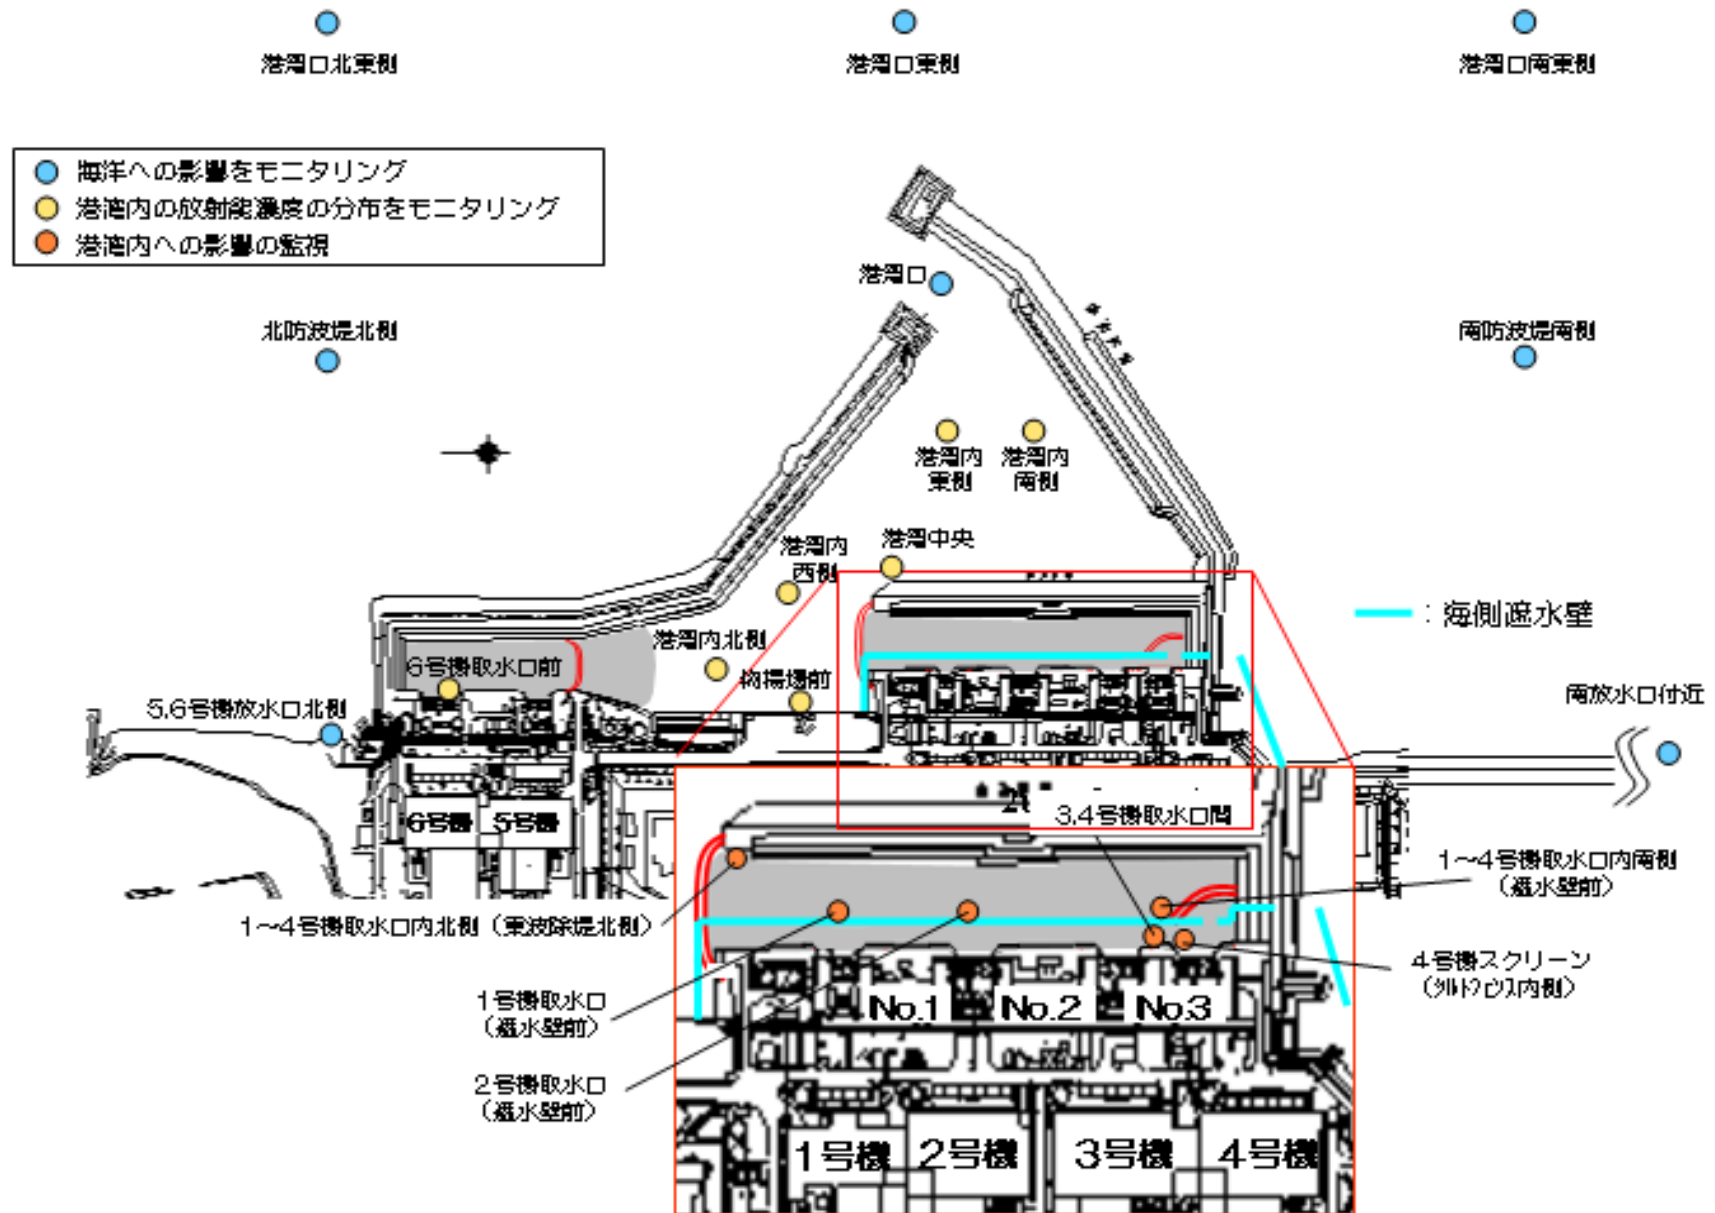 港湾口北東側
港湾口東側
港湾口南東側
海洋への影響をモニタリング
港湾内の放射能濃度の分布をモニタリング
港湾内への影響の監視
港湾口
北防波堤北側
南防波堤南側
港湾内
東側
港湾内
南側
港湾中央
港湾内
西側
：海側遮水壁
港湾内北側
6号機取水口前
物揚場前
5,6号機放水口北側
南放水口付近
6号機
5号機
3,4号機取水口間
1～4号機取水口内南側
（遮水壁前）
1～4号機取水口内北側（東波除堤北側）
4号機スクリーン
（シルトフェンス内側）
1号機取水口
（遮水壁前）
No.1
No.2
No.3
2号機取水口
（遮水壁前）
1号機
2号機
3号機
4号機